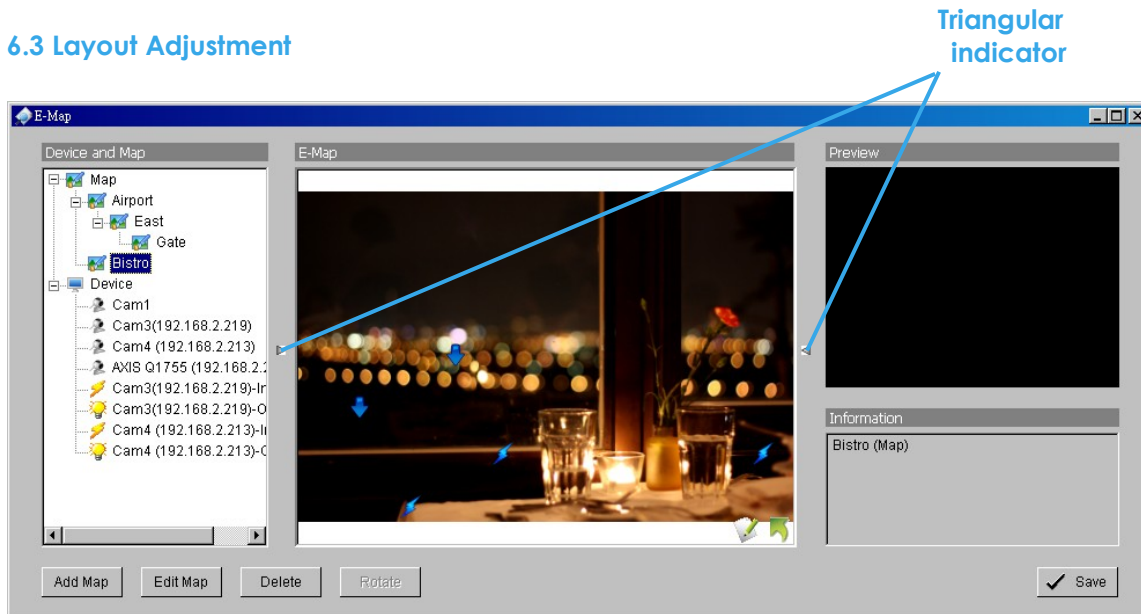 Triangular
indicator
6.3 Layout Adjustment
E-Map
Device and Map
E-Map
Preview
Map
Airport
East
Gate
Bistro
Device
Cam1
Cam3(192.168.2.219)
Cam4 (192.168.2.213)
AXIS Q1755 (192.168.2.2
Cam3(192.168.2.219)-In
Cam3(192.168.2.219)-O
Cam4 (192.168.2.213)-In
Cam4 (192.168.2.213)-O
Information
Bistro (Map)
Add Map
Edit Map
Delete
Rotate
Save